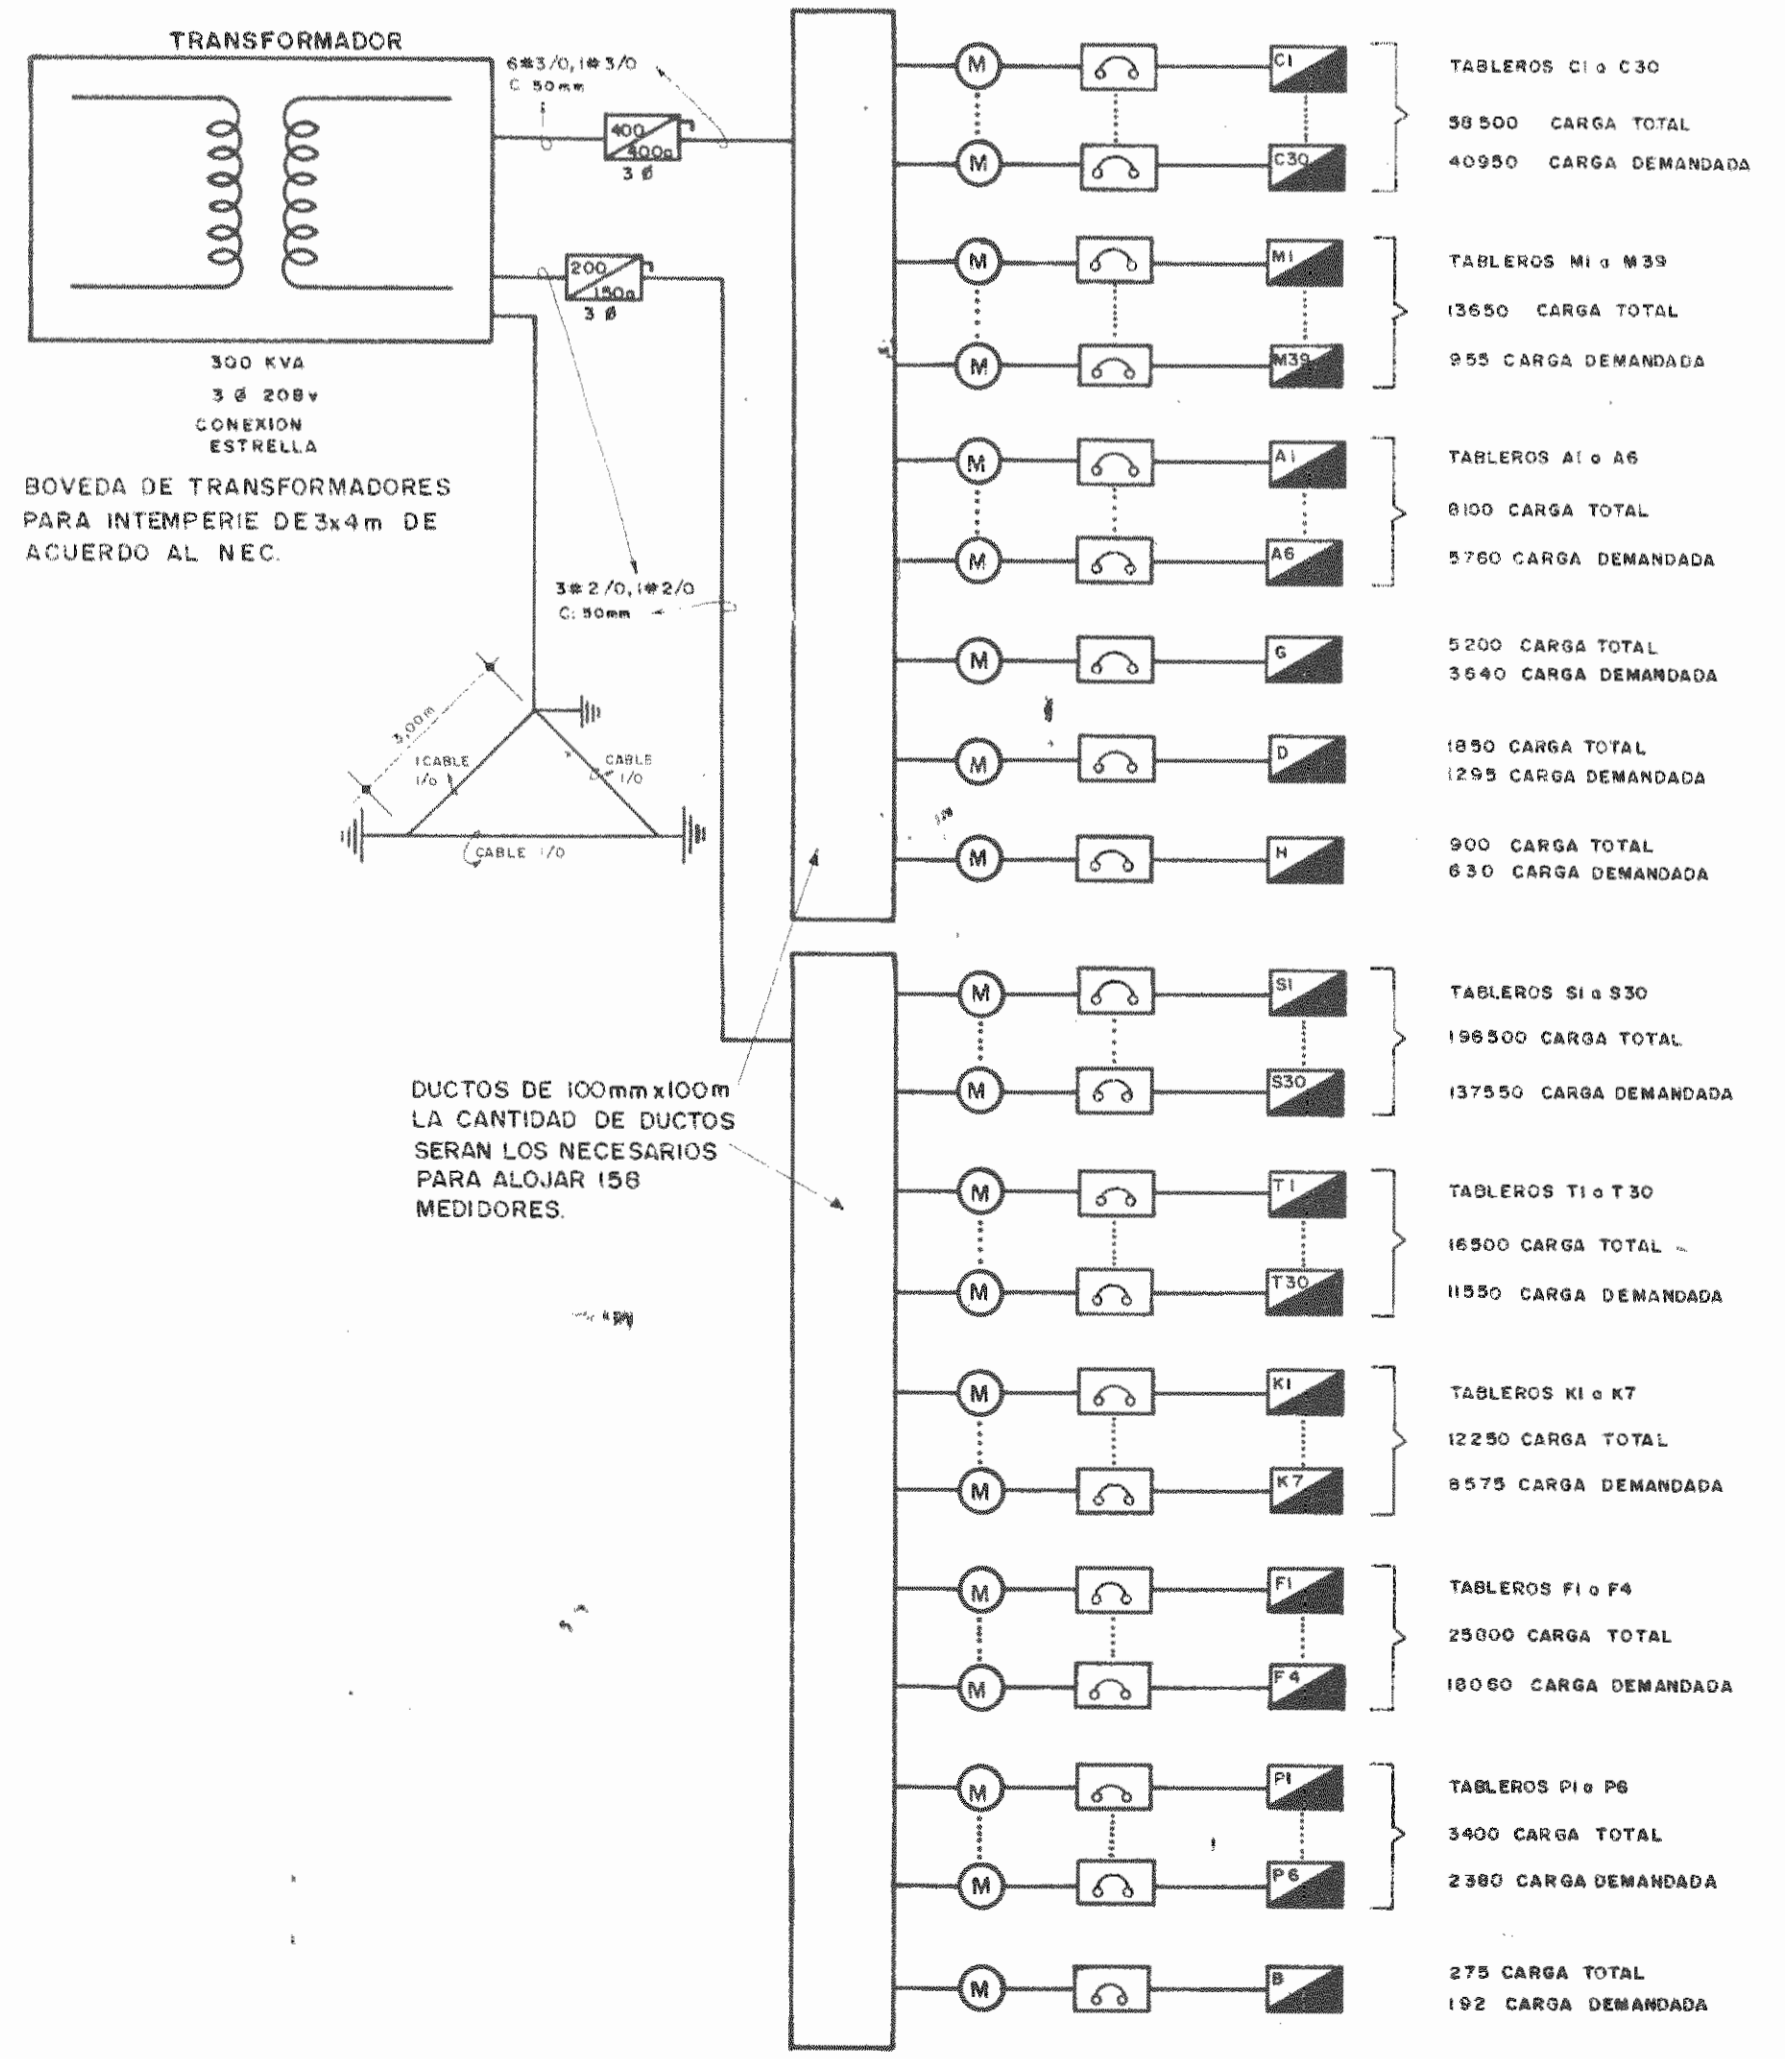 TRANSFORMADOR
6#3/0, 1#3/0
C 50mm
400
400a
3 Ø
200
150a
3 Ø
300 KVA
3 Ø 208v
CONEXION
ESTRELLA
BOVEDA DE TRANSFORMADORES
PARA INTEMPERIE DE 3x4m DE
ACUERDO AL NEC.
3#2/0, 1#2/0
C: 50mm
3,00m
1 CABLE
1/0
CABLE
1/0
CABLE 1/0
DUCTOS DE 100mmx100m
LA CANTIDAD DE DUCTOS
SERAN LOS NECESARIOS
PARA ALOJAR 156
MEDIDORES.
M
C1
TABLEROS C1 a C30
58500 CARGA TOTAL
M
C30
40950 CARGA DEMANDADA
M
M1
TABLEROS M1 a M39
13650 CARGA TOTAL
M
M39
955 CARGA DEMANDADA
M
A1
TABLEROS A1 a A6
8100 CARGA TOTAL
M
A6
5760 CARGA DEMANDADA
M
G
5200 CARGA TOTAL
3640 CARGA DEMANDADA
M
D
1850 CARGA TOTAL
1295 CARGA DEMANDADA
M
H
900 CARGA TOTAL
630 CARGA DEMANDADA
M
S1
TABLEROS S1 a S30
196500 CARGA TOTAL
M
S30
137550 CARGA DEMANDADA
M
T1
TABLEROS T1 a T30
16500 CARGA TOTAL
M
T30
11550 CARGA DEMANDADA
M
K1
TABLEROS K1 a K7
12250 CARGA TOTAL
M
K7
8575 CARGA DEMANDADA
M
F1
TABLEROS F1 a F4
25800 CARGA TOTAL
M
F4
18060 CARGA DEMANDADA
M
P1
TABLEROS P1 a P6
3400 CARGA TOTAL
M
P6
2380 CARGA DEMANDADA
M
B
275 CARGA TOTAL
192 CARGA DEMANDADA